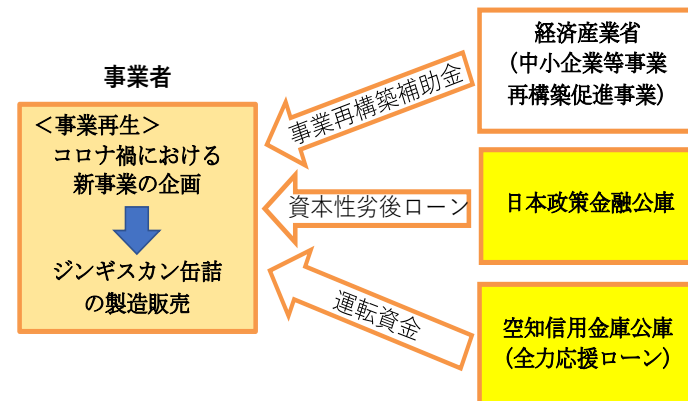 事業者
＜事業再生＞
コロナ禍における
新事業の企画
ジンギスカン缶詰
の製造販売
事業再構築補助金
資本性劣後ローン
運転資金
経済産業省
（中小企業等事業
再構築促進事業）
日本政策金融公庫
空知信用金庫公庫
（全力応援ローン）